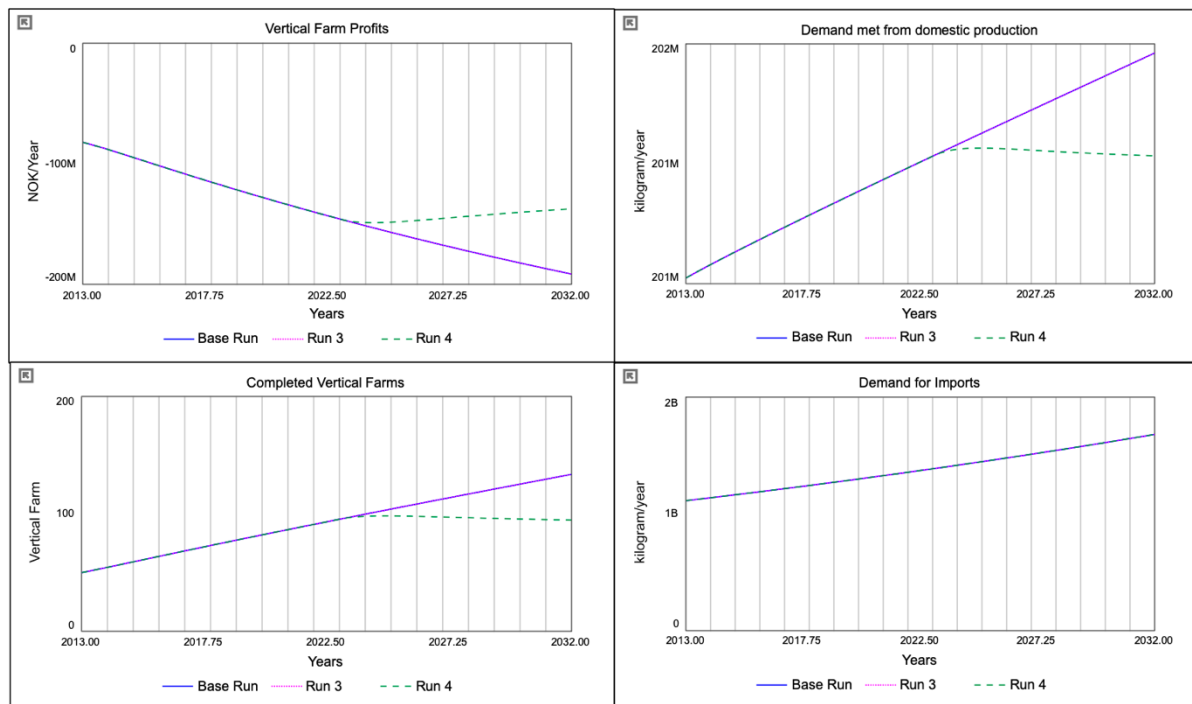 Vertical Farm Profits
0
-100M
-200M
NOK/Year
2013.00 2017.75 2022.50 2027.25 2032.00
Years
Base Run Run 3 Run 4
Demand met from domestic production
202M
201M
201M
kilogram/year
2013.00 2017.75 2022.50 2027.25 2032.00
Years
Base Run Run 3 Run 4
Completed Vertical Farms
200
100
0
Vertical Farm
2013.00 2017.75 2022.50 2027.25 2032.00
Years
Base Run Run 3 Run 4
Demand for Imports
2B
1B
0
kilogram/year
2013.00 2017.75 2022.50 2027.25 2032.00
Years
Base Run Run 3 Run 4